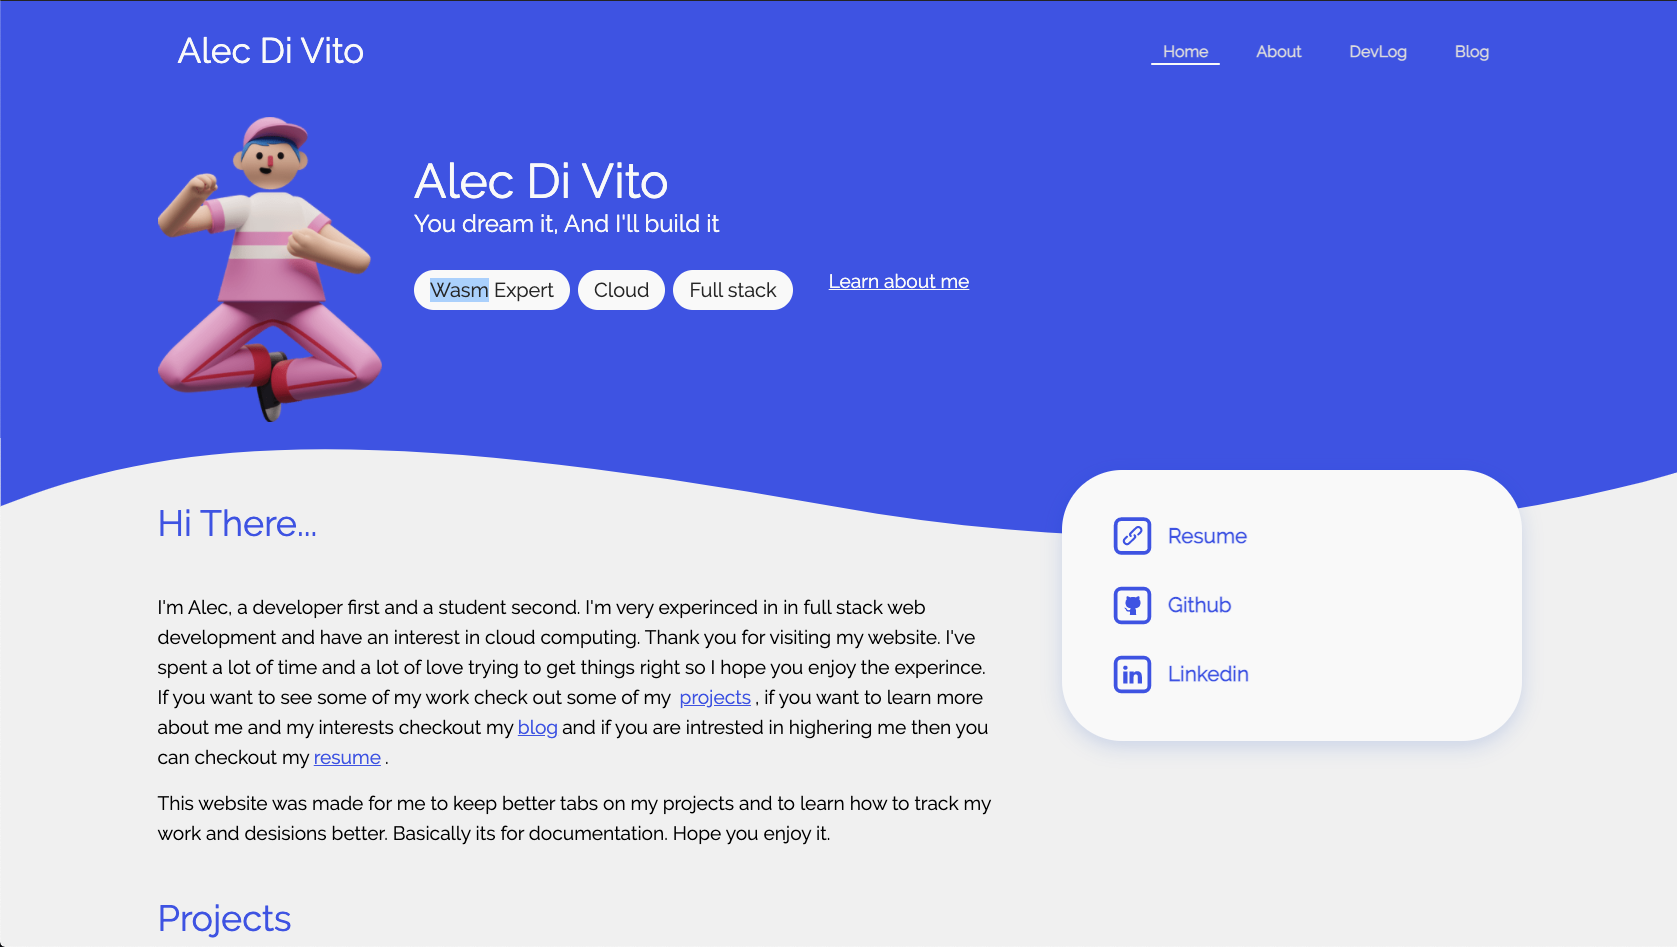 Alec Di Vito
Home
About
DevLog
Blog
Alec Di Vito
You dream it, And I'll build it
Wasm Expert
Cloud
Full stack
Learn about me
Hi There...
I'm Alec, a developer first and a student second. I'm very experinced in in full stack web
development and have an interest in cloud computing. Thank you for visiting my website. I've
spent a lot of time and a lot of love trying to get things right so I hope you enjoy the experince.
If you want to see some of my work check out some of my projects , if you want to learn more
about me and my interests checkout my blog and if you are intrested in highering me then you
can checkout my resume .
This website was made for me to keep better tabs on my projects and to learn how to track my
work and desisions better. Basically its for documentation. Hope you enjoy it.
Resume
Github
in
Linkedin
Projects